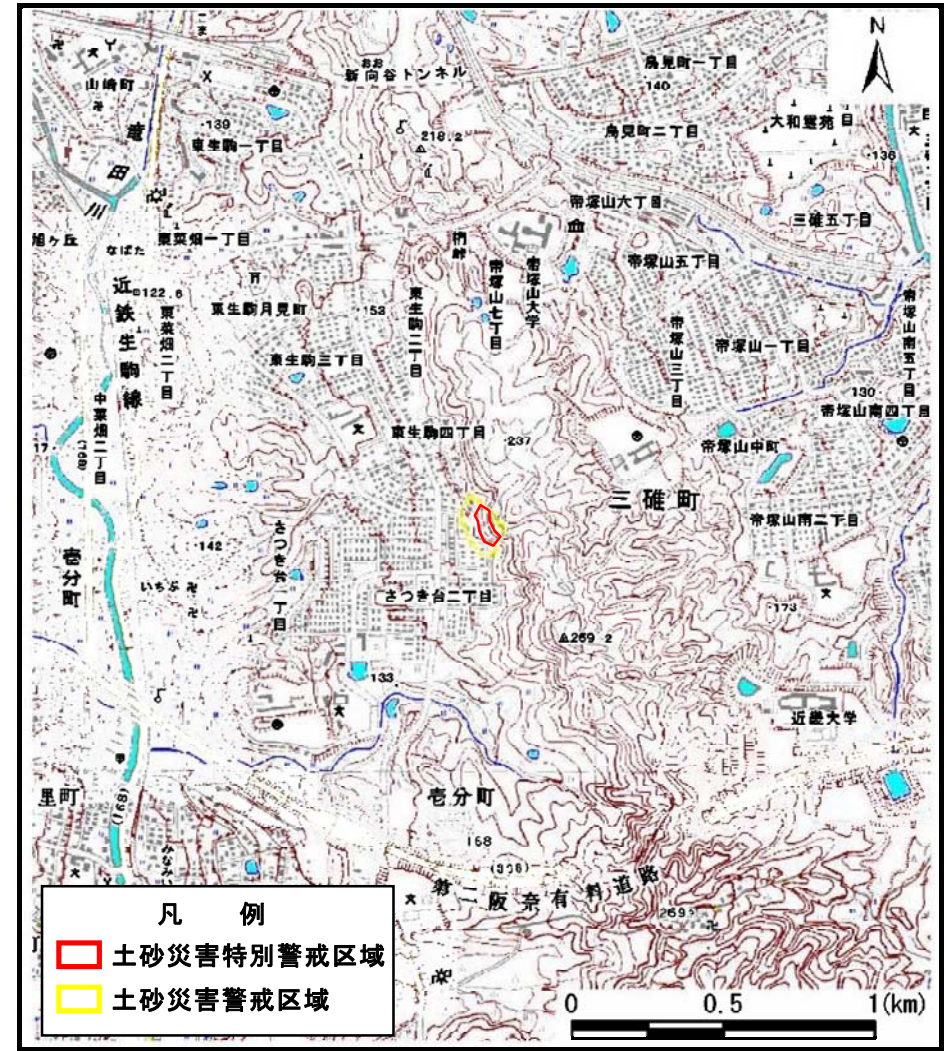 N
山崎町
新向谷トンネル
おお
鳥見町一丁目
140
139
東生駒一丁目
218.2
鳥見町二丁目
大和霊苑
136
竜田川
帝塚山六丁目
三碓五丁目
旭ヶ丘
なばた
東菜畑一丁目
柄峠
帝塚山七丁目
帝塚山大学
帝塚山五丁目
近鉄生駒線
122.6
東菜畑二丁目
東生駒月見町
153
東生駒二丁目
帝塚山三丁目
帝塚山一丁目
帝塚山南五丁目
東生駒三丁目
130
帝塚山南四丁目
中菜畑二丁目
東生駒四丁目
237
帝塚山中町
(168)
三碓町
帝塚山南二丁目
壱分町
142
さつき台一丁目
いちぶ
さつき台二丁目
173
269.2
133
近畿大学
里町
壱分町
(168)
168
(308)
第二阪奈有料道路
凡 例
土砂災害特別警戒区域
土砂災害警戒区域
0 0.5 1(km)